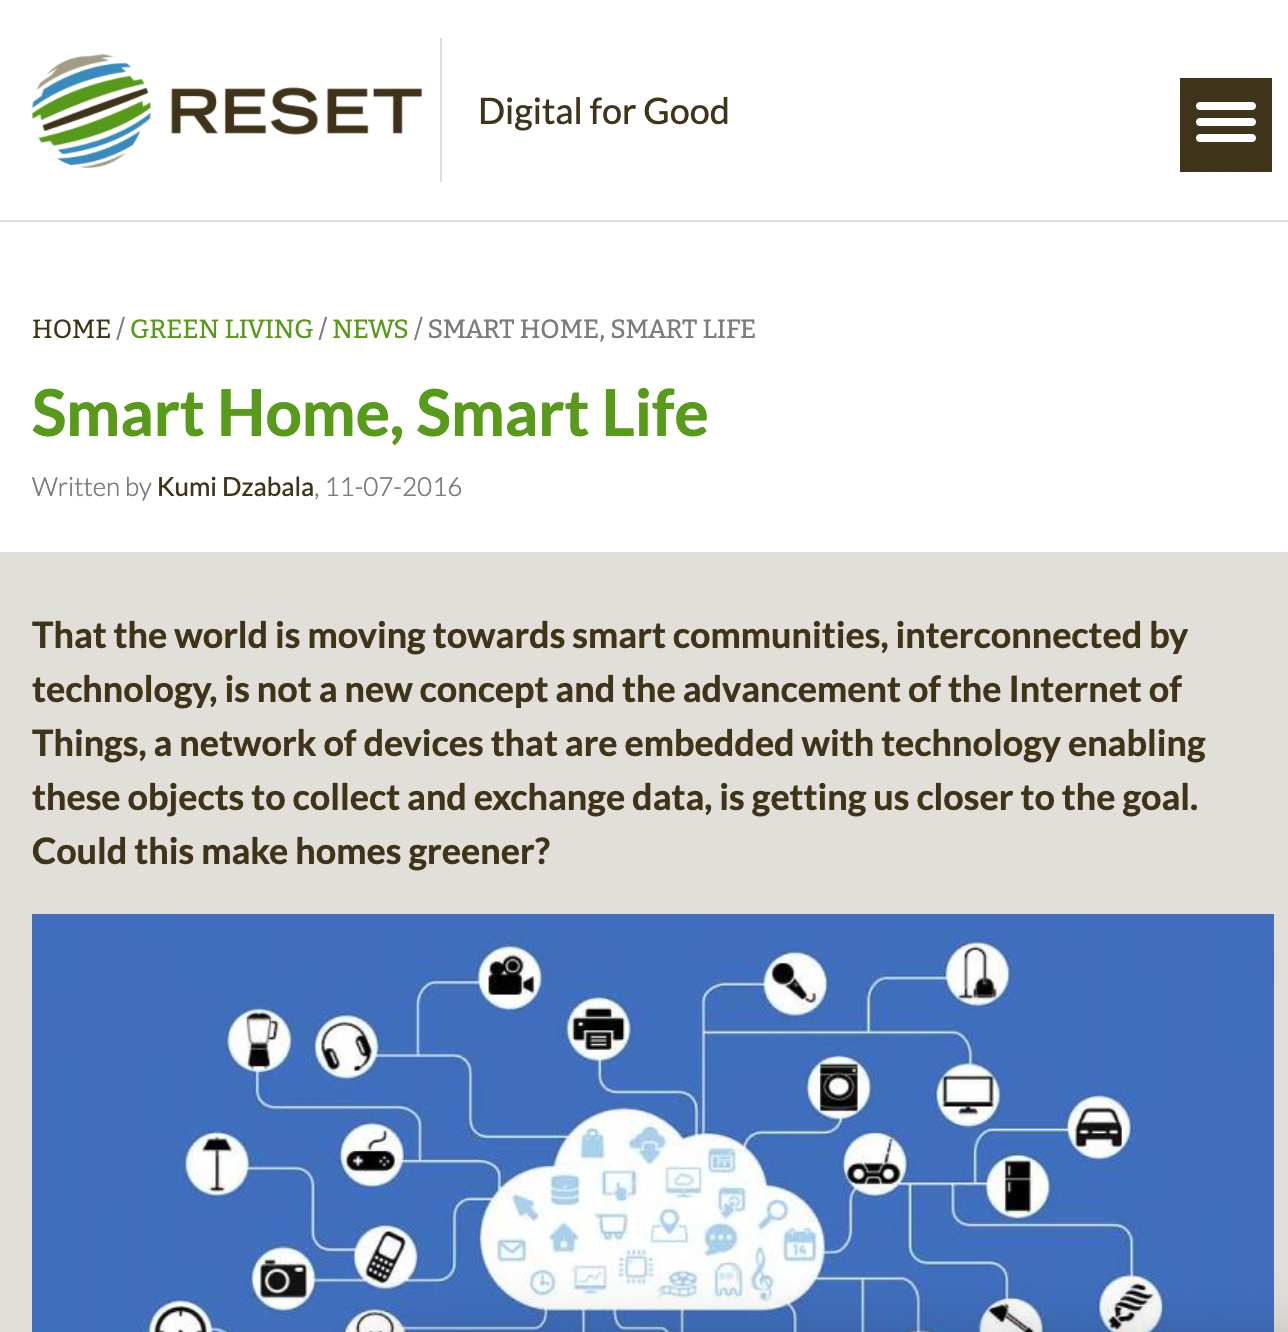 RESET
Digital for Good
HOME / GREEN LIVING / NEWS / SMART HOME, SMART LIFE
Smart Home, Smart Life
Written by Kumi Dzabala, 11-07-2016
That the world is moving towards smart communities, interconnected by
technology, is not a new concept and the advancement of the Internet of
Things, a network of devices that are embedded with technology enabling
these objects to collect and exchange data, is getting us closer to the goal.
Could this make homes greener?
14